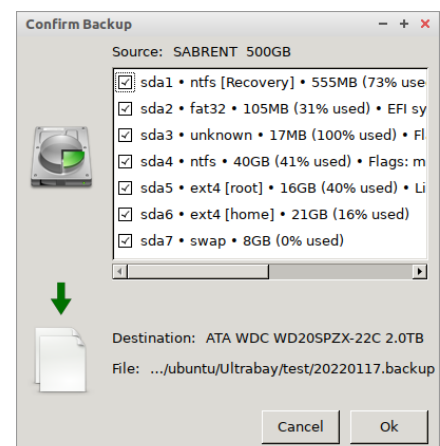 Confirm Backup
Source: SABRENT 500GB
sda1 • ntfs [Recovery] • 555MB (73% use
sda2 • fat32 • 105MB (31% used) • EFI sy
sda3 • unknown • 17MB (100% used) • Fl
sda4 • ntfs • 40GB (41% used) • Flags: m
sda5 • ext4 [root] • 16GB (40% used) • Li
sda6 • ext4 [home] • 21GB (16% used)
sda7 • swap • 8GB (0% used)
Destination: ATA WDC WD20SPZX-22C 2.0TB
File: .../ubuntu/Ultrabay/test/20220117.backup
Cancel Ok